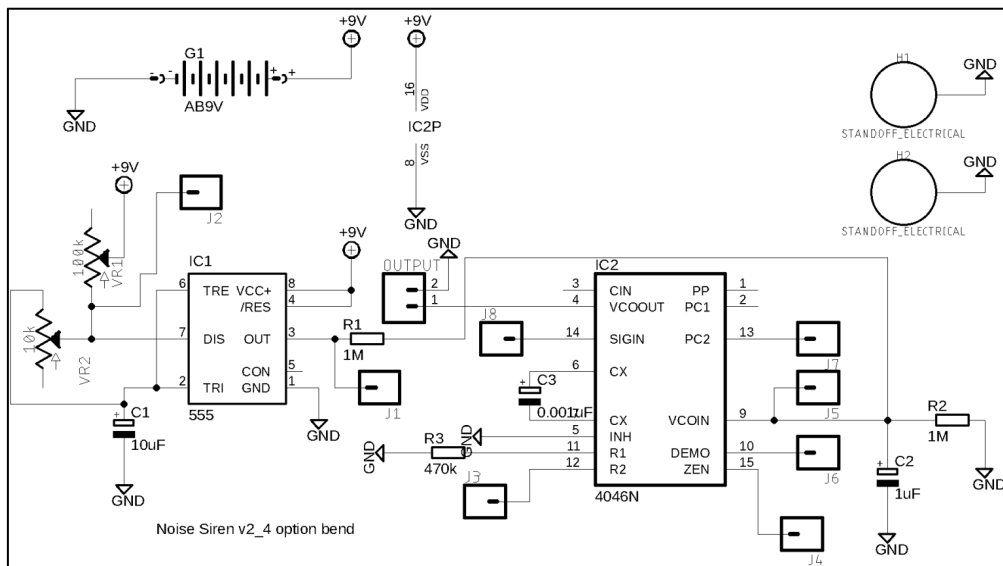 +9V
+9V
G1
- -
+ +
AB9V
GND
16
VDD
IC2P
8
VSS
GND
H1
GND
STANDOFF_ELECTRICAL
H2
GND
STANDOFF_ELECTRICAL
+9V
J2
100k
VR1
10k
VR2
+9V
IC1
6 TRE VCC+ 8
/RES 4
7 DIS OUT 3
CON 5
2 TRI GND 1
555
C1
+
10uF
GND
GND
R1
1M
J1
OUTPUT
2
1
GND
J8
IC2
3 CIN PP 1
4 VCOOUT PC1 2
14 SIGIN PC2 13
6 CX
7 CX VCOIN 9
5 INH
11 R1 DEMO 10
12 R2 ZEN 15
4046N
C3
+
0.001uF
GND
GND
R3
470k
J3
J7
J5
J6
J4
R2
1M
GND
C2
+
1uF
GND
Noise Siren v2_4 option bend